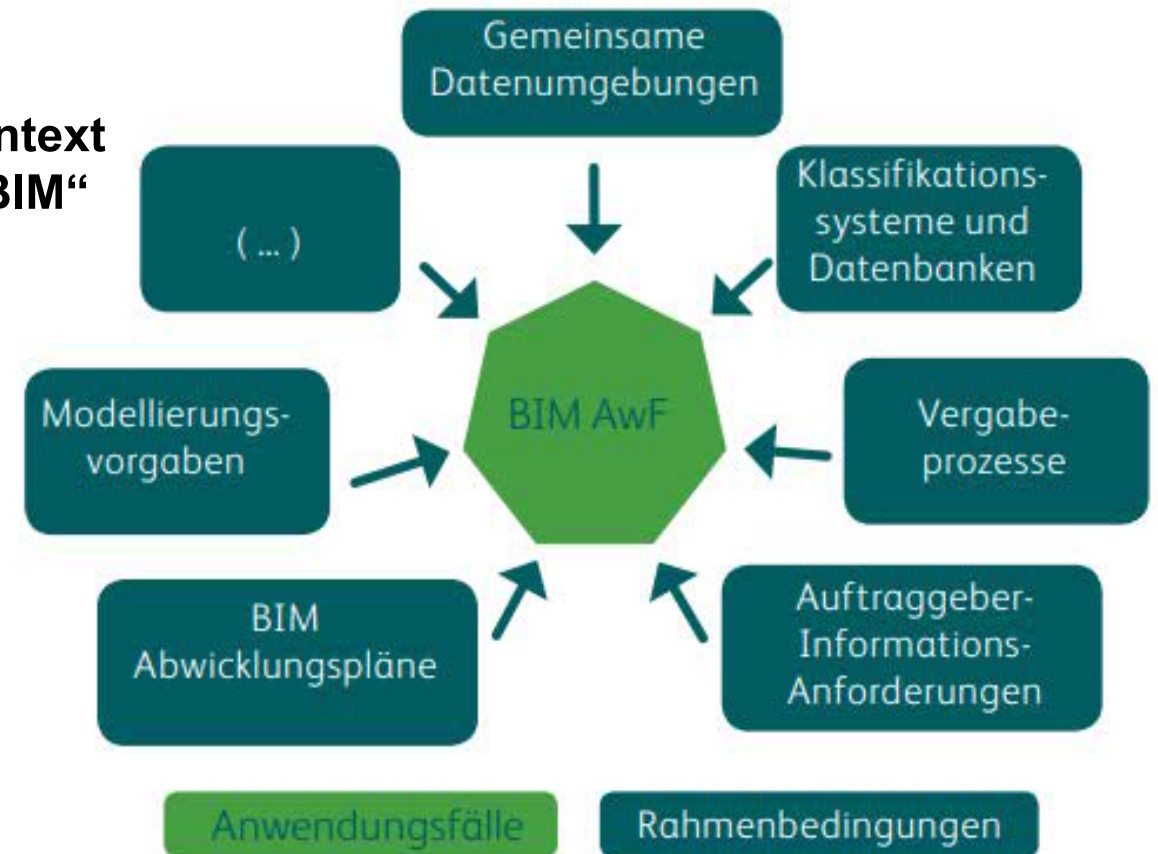 ntext
BIM“
Gemeinsame
Datenumgebungen
( ... )
Klassifikations-
systeme und
Datenbanken
Modellierungs-
vorgaben
BIM AwF
Vergabe-
prozesse
BIM
Abwicklungspläne
Auftraggeber-
Informations-
Anforderungen
Anwendungsfälle
Rahmenbedingungen